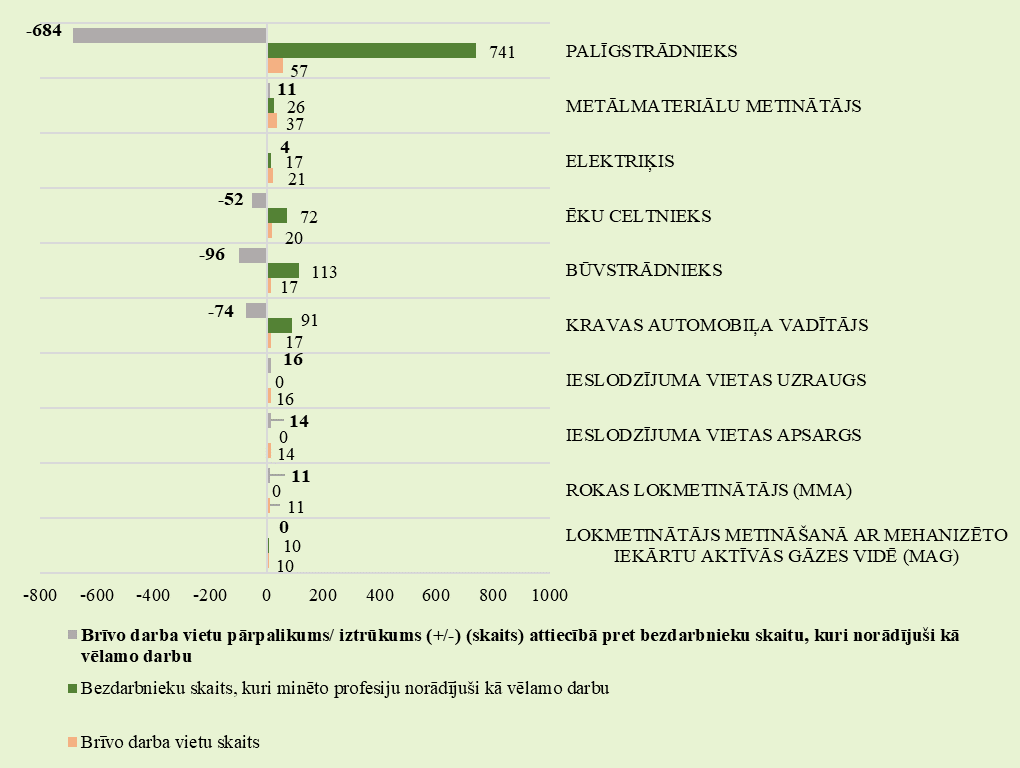 -684
741
57
PALĪGSTRĀDNIEKS
11
26
37
METĀLMATERIĀLU METINĀTĀJS
4
17
21
ELEKTRIĶIS
-52
72
20
ĒKU CELTNIEKS
-96
113
17
BŪVSTRĀDNIEKS
-74
91
17
KRAVAS AUTOMOBIĻA VADĪTĀJS
16
0
16
IESLODZĪJUMA VIETAS UZRAUGS
14
0
14
IESLODZĪJUMA VIETAS APSARGS
11
0
11
ROKAS LOKMETINĀTĀJS (MMA)
0
10
10
LOKMETINĀTĀJS METINĀŠANĀ AR MEHANIZĒTO
IEKĀRTU AKTĪVĀS GĀZES VIDĒ (MAG)
-800 -600 -400 -200 0 200 400 600 800 1000
Brīvo darba vietu pārpalikums/ iztrūkums (+/-) (skaits) attiecībā pret bezdarbnieku skaitu, kuri norādījuši kā
vēlamo darbu
Bezdarbnieku skaits, kuri minēto profesiju norādījuši kā vēlamo darbu
Brīvo darba vietu skaits